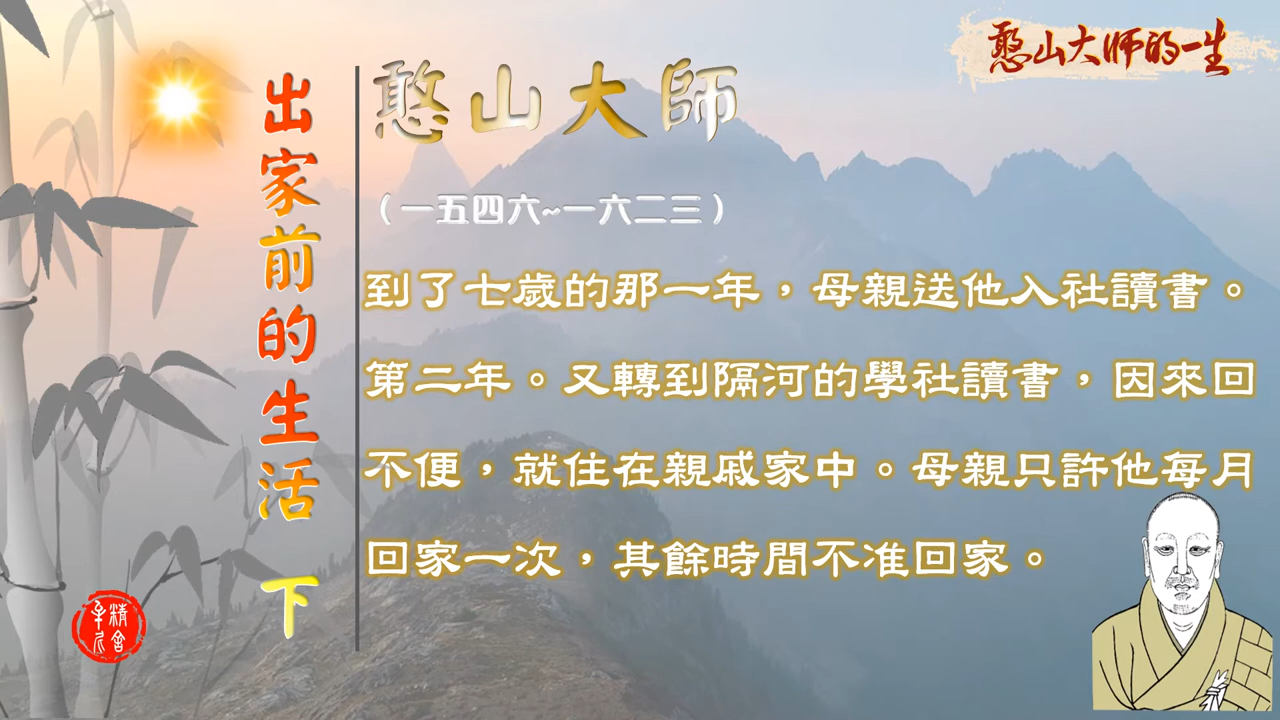 憨山大師的一生
出家前的生活 下
憨山大師
（一五四六~一六二三）
到了七歲的那一年，母親送他入社讀書。
第二年。又轉到隔河的學社讀書，因來回
不便，就住在親戚家中。母親只許他每月
回家一次，其餘時間不准回家。
精舍